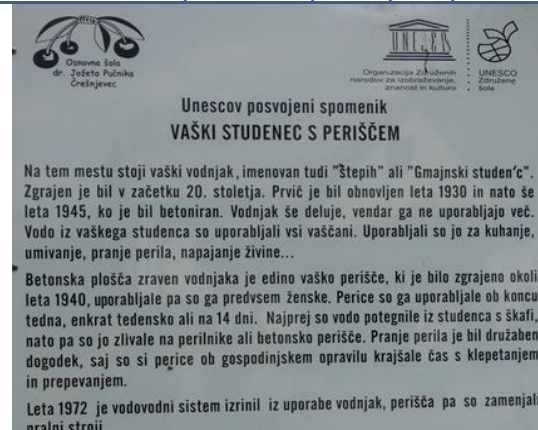 Osnovna šola
dr. Jožeta Pučnika
Črešnjevec
Organizacija Združenih
narodov za izobraževanje,
znanost in kulturo
UNESCO
Združene
šole
Unescov posvojeni spomenik
VAŠKI STUDENEC S PERIŠČEM
Na tem mestu stoji vaški vodnjak, imenovan tudi "Štepih" ali "Gmajnski studen'c".
Zgrajen je bil v začetku 20. stoletja. Prvič je bil obnovljen leta 1930 in nato še
leta 1945, ko je bil betoniran. Vodnjak še deluje, vendar ga ne uporabljajo več.
Vodo iz vaškega studenca so uporabljali vsi vaščani. Uporabljali so jo za kuhanje,
umivanje, pranje perila, napajanje živine...
Betonska plošča zraven vodnjaka je edino vaško perišče, ki je bilo zgrajeno okoli
leta 1940, uporabljale pa so ga predvsem ženske. Perice so ga uporabljale ob koncu
tedna, enkrat tedensko ali na 14 dni. Najprej so vodo potegnile iz studenca s škafi,
nato pa so jo zlivale na perilnike ali betonsko perišče. Pranje perila je bil družaben
dogodek, saj so si perice ob gospodinjskem opravilu krajšale čas s klepetanjem
in prepevanjem.
Leta 1972 je vodovodni sistem izrinil iz uporabe vodnjak, perišča pa so zamenjali
pralni stroji